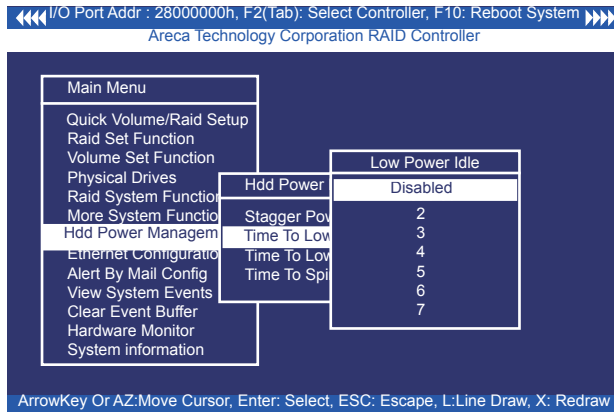 I/O Port Addr : 28000000h, F2(Tab): Select Controller, F10: Reboot System
Areca Technology Corporation RAID Controller
Main Menu
Quick Volume/Raid Setup
Raid Set Function
Volume Set Function
Physical Drives
Raid System Function
More System Functio
Hdd Power Managem
Ethernet Configuratio
Alert By Mail Config
View System Events
Clear Event Buffer
Hardware Monitor
System information
Hdd Power
Stagger Pow
Time To Low
Time To Low
Time To Spi
Low Power Idle
Disabled
2
3
4
5
6
7
ArrowKey Or AZ:Move Cursor, Enter: Select, ESC: Escape, L:Line Draw, X: Redraw